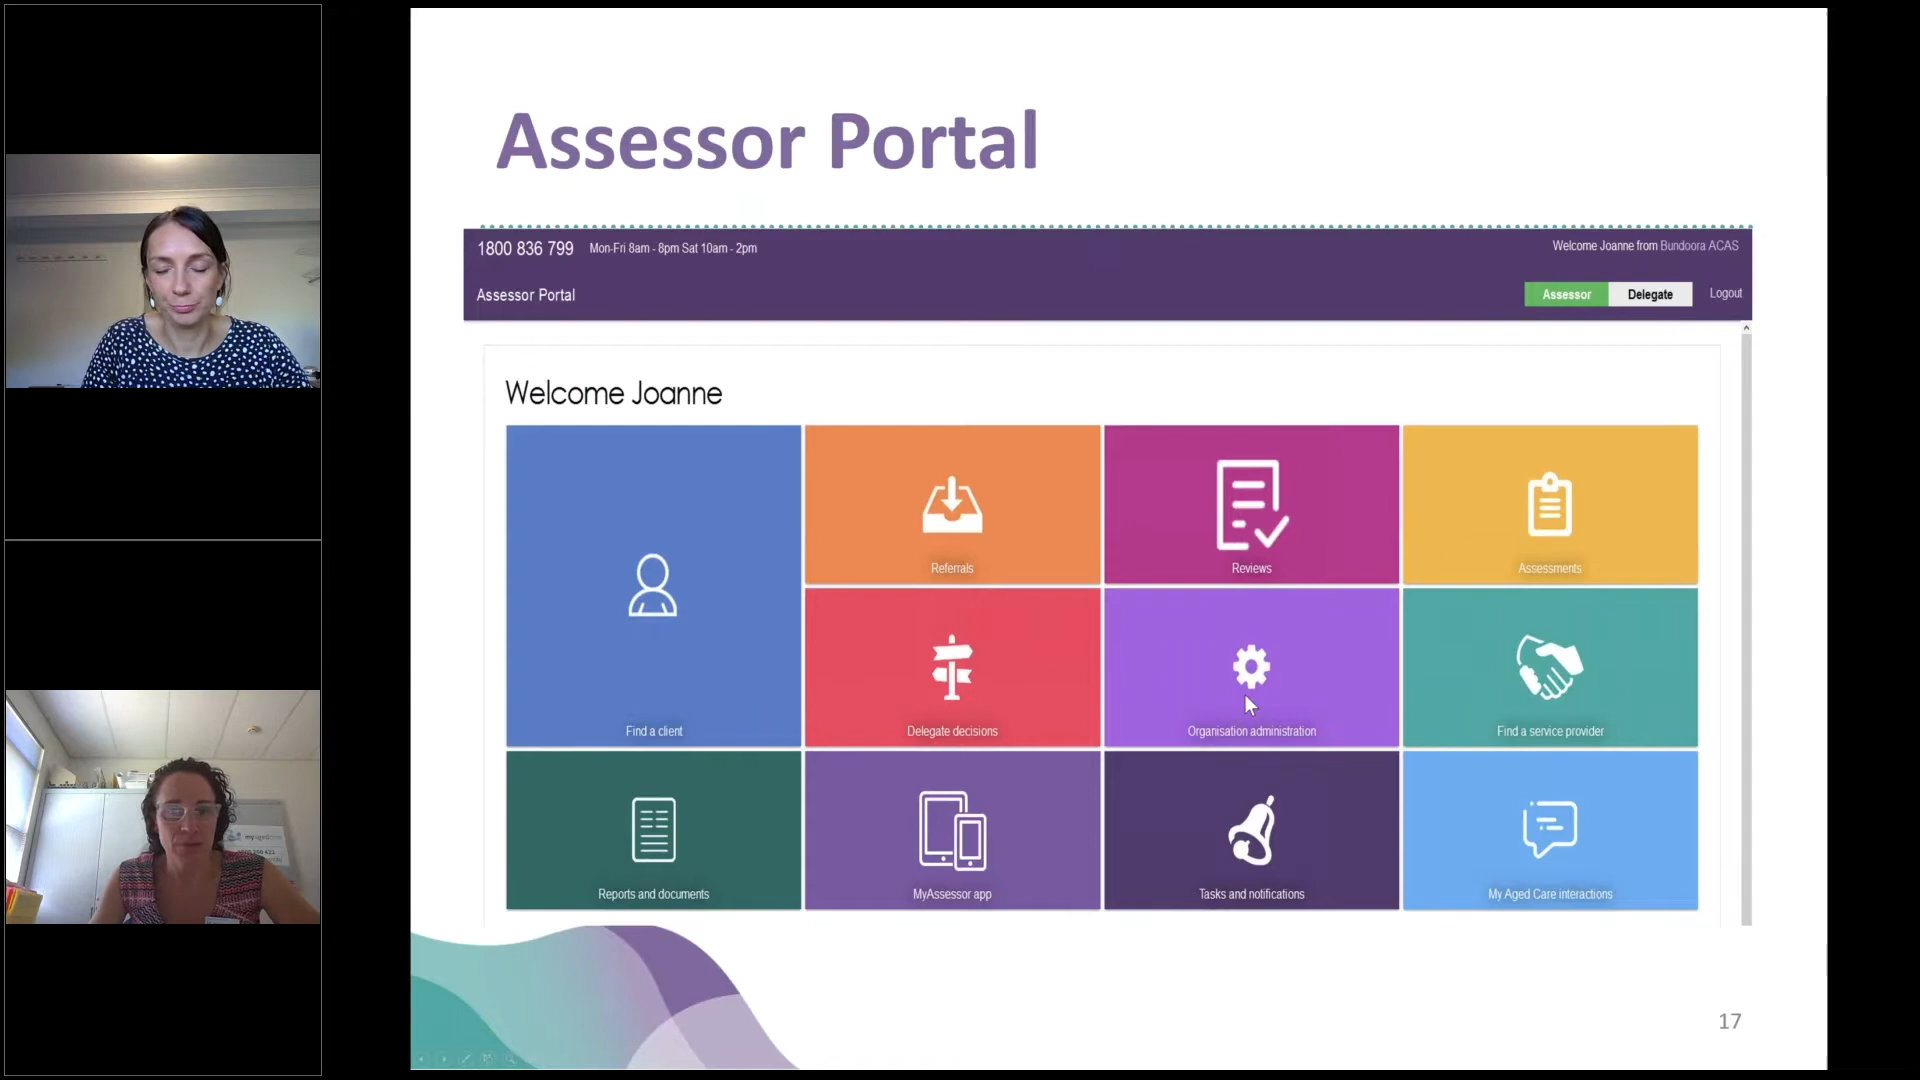 Assessor Portal
1800 836 799 Mon-Fri 8am - 8pm Sat 10am - 2pm
Welcome Joanne from Bundoora ACAS
Assessor Portal
Assessor Delegate Logout
Welcome Joanne
Find a client
Referrals
Reviews
Assessments
Delegate decisions
Organisation administration
Find a service provider
Reports and documents
MyAssessor app
Tasks and notifications
My Aged Care interactions
17